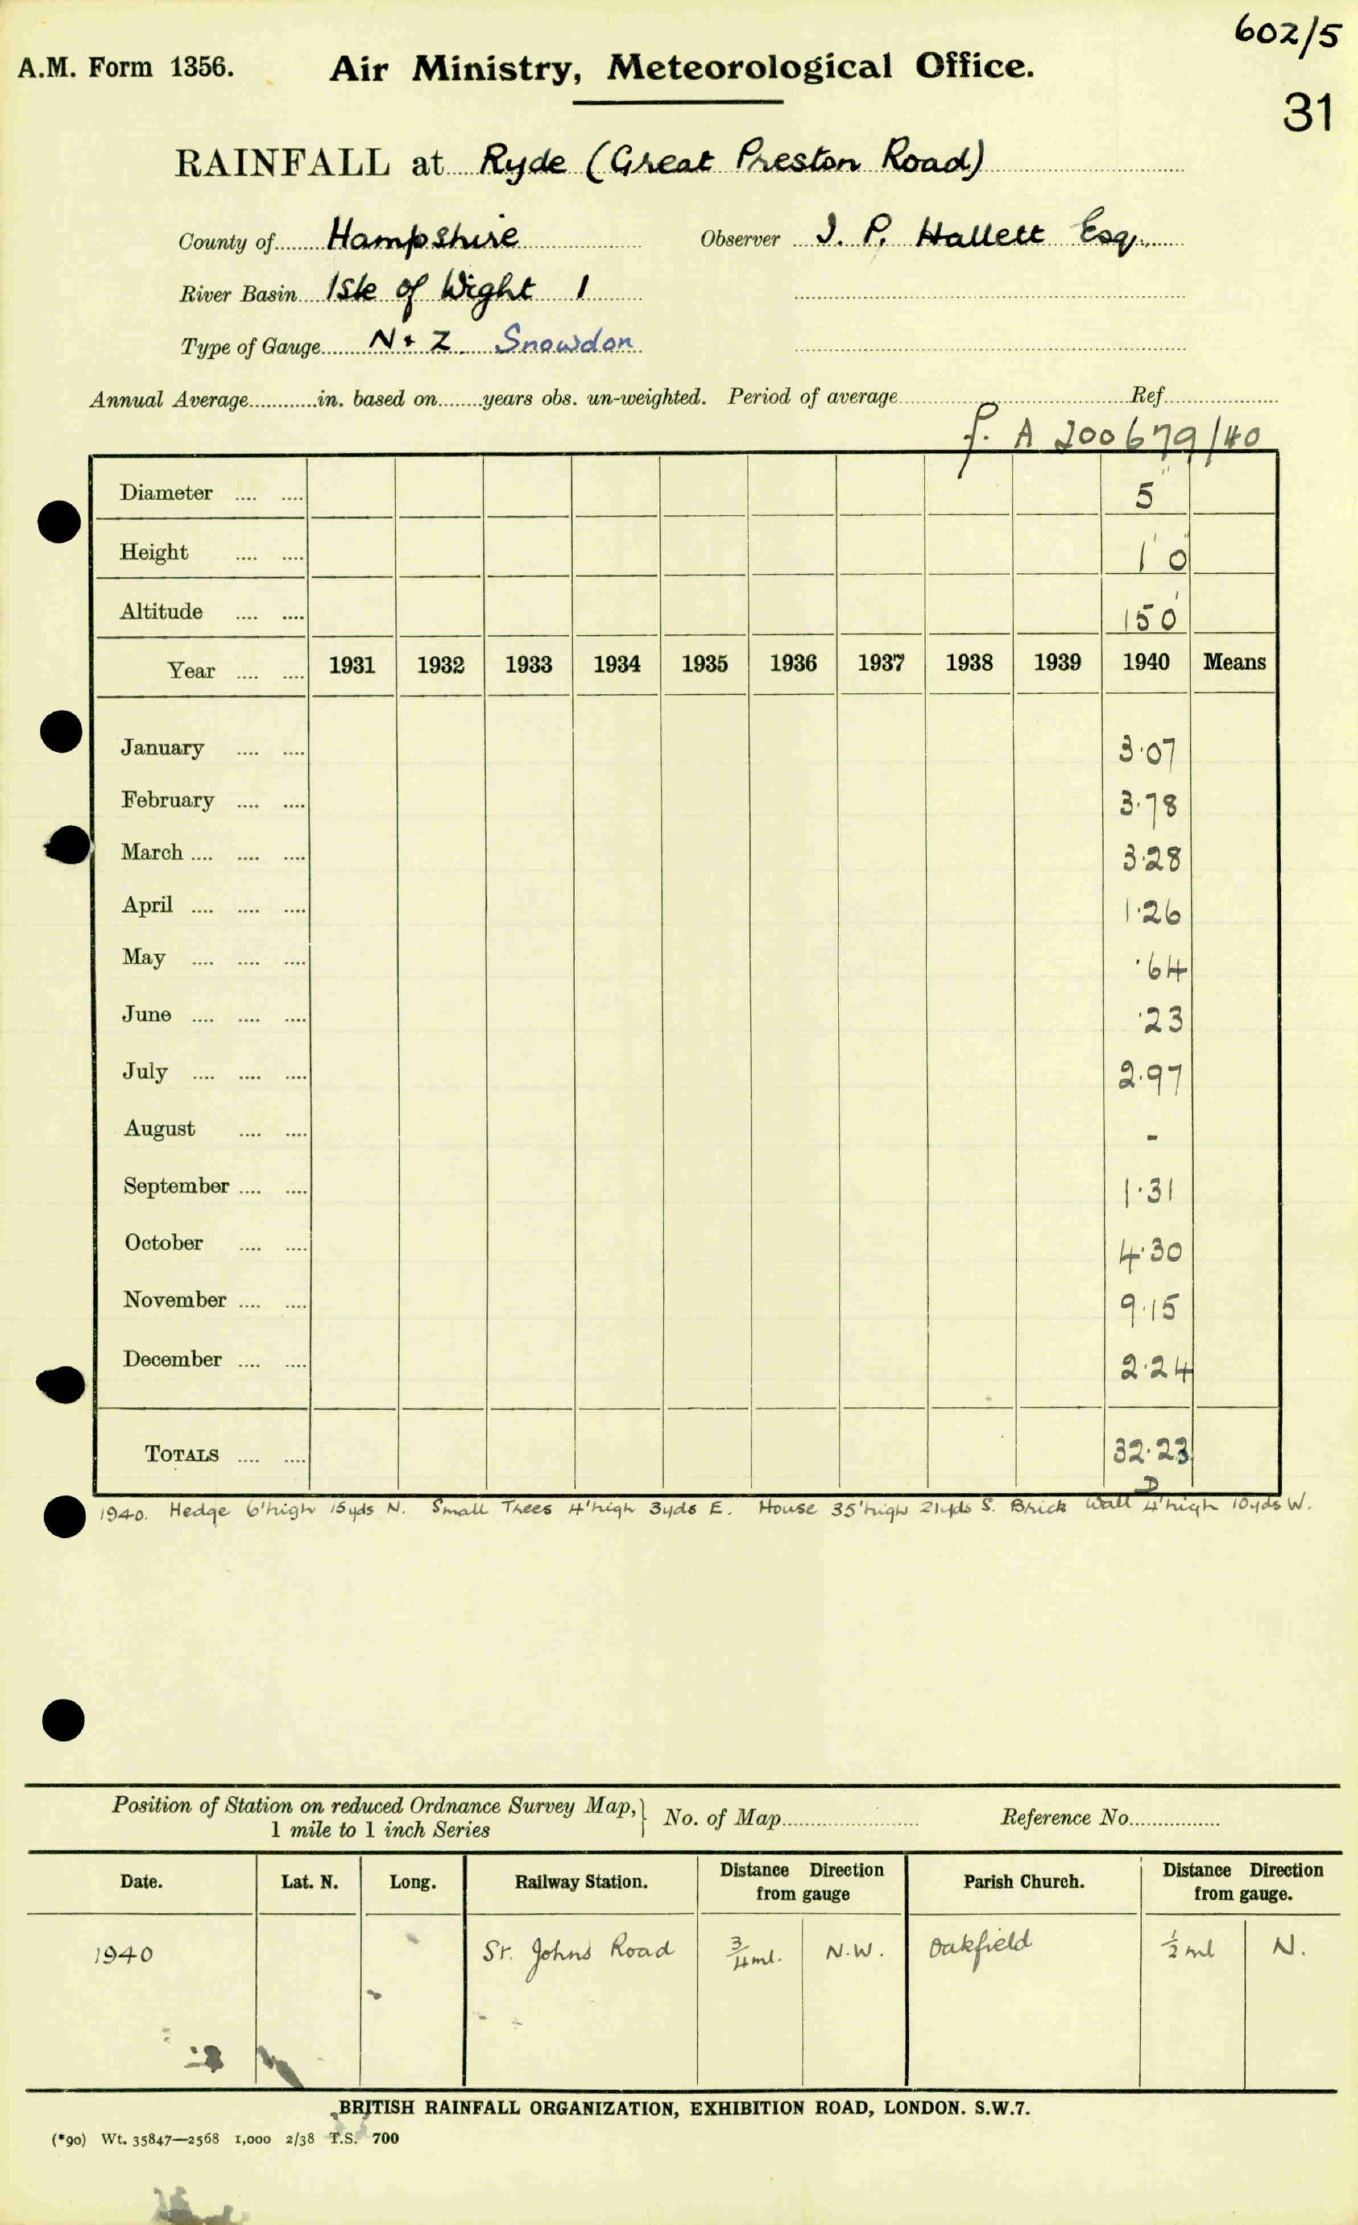 602/5
A.M. Form 1356. Air Ministry, Meteorological Office.
31
RAINFALL at Ryde (Great Preston Road)
County of Hampshire Observer J. P. Hallett Esq.
River Basin Isle of Wight 1
Type of Gauge N & Z Snowdon
Annual Average in. based on years obs. un-weighted. Period of average Ref.
f. A 200679/40
Diameter 5"
Height 1' 0"
Altitude 150'
Year 1931 1932 1933 1934 1935 1936 1937 1938 1939 1940 Means
January 3·07
February 3·78
March 3·28
April 1·26
May ·64
June ·23
July 2·97
August -
September 1·31
October 4·30
November 9·15
December 2·24
TOTALS 32·23
D
1940. Hedge 6' high 15yds N. Small Trees 4' high 3yds E. House 35' high 21yds S. Brick Wall 4' high 10yds W.
Position of Station on reduced Ordnance Survey Map, 1 mile to 1 inch Series } No. of Map Reference No.
Date. Lat. N. Long. Railway Station. Distance Direction from gauge Parish Church. Distance Direction from gauge.
1940 St. Johns Road 3/4 ml. N.W. Oakfield 1/2 ml N.
BRITISH RAINFALL ORGANIZATION, EXHIBITION ROAD, LONDON. S.W.7.
(*90) Wt. 35847—2568 1,000 2/38 T.S. 700